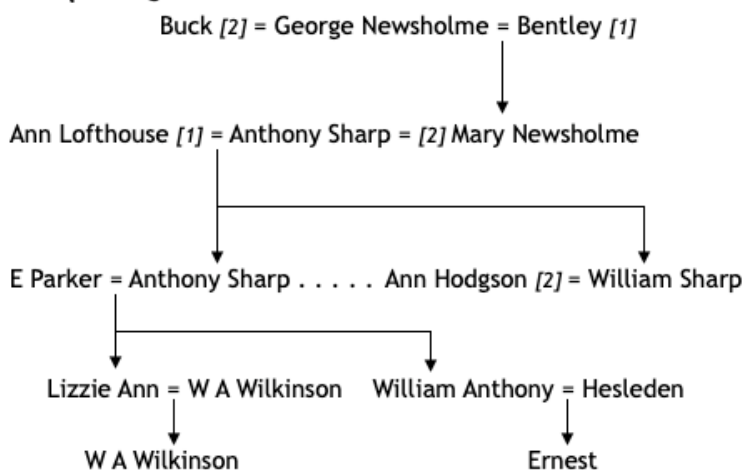 Buck [2] = George Newsholme = Bentley [1]
Ann Lofthouse [1] = Anthony Sharp = [2] Mary Newsholme
E Parker = Anthony Sharp . . . . . Ann Hodgson [2] = William Sharp
Lizzie Ann = W A Wilkinson William Anthony = Hesleden
W A Wilkinson Ernest